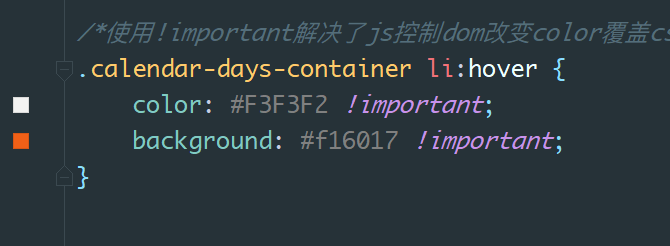 /*使用!important解决了js控制dom改变color覆盖cs
.calendar-days-container li:hover {
color: #F3F3F2 !important;
background: #f16017 !important;
}